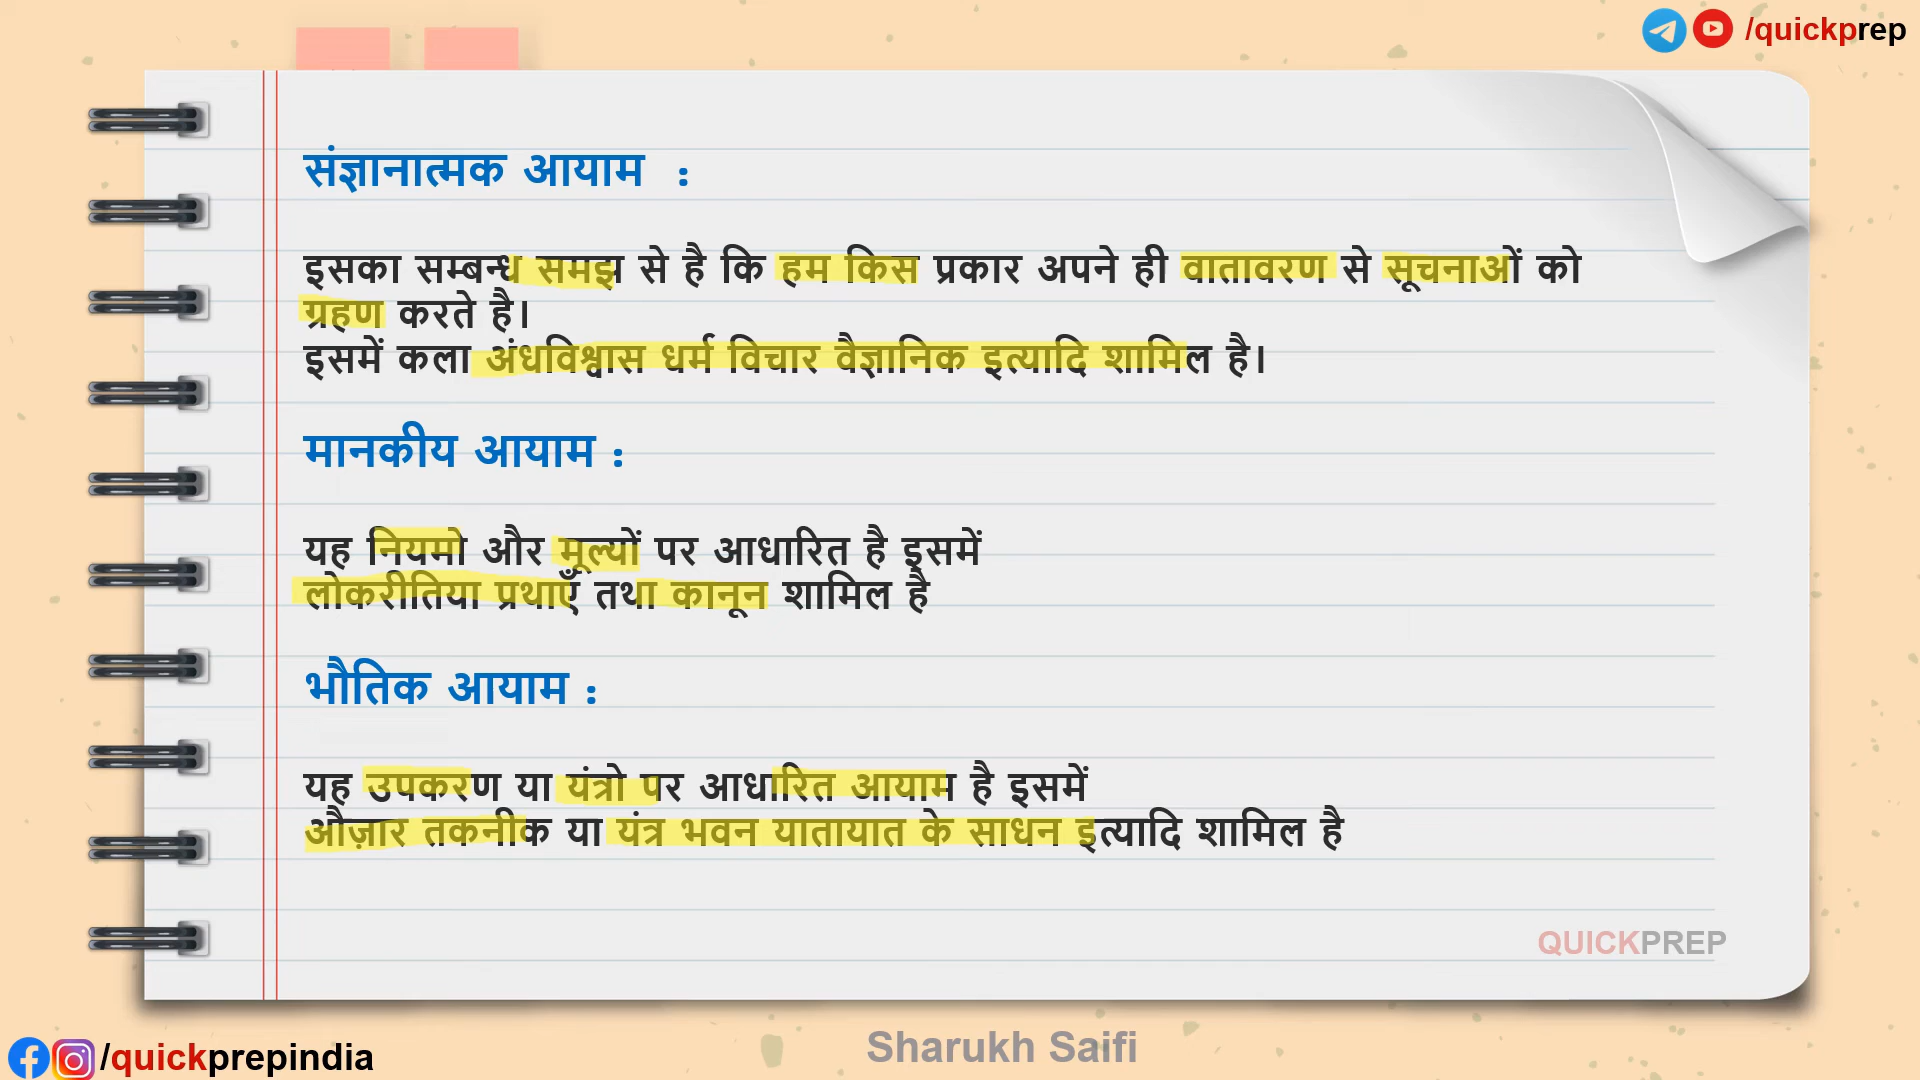 /quickprep
संज्ञानात्मक आयाम :
इसका सम्बन्ध समझ से है कि हम किस प्रकार अपने ही वातावरण से सूचनाओं को
ग्रहण करते है।
इसमें कला अंधविश्वास धर्म विचार वैज्ञानिक इत्यादि शामिल है।
मानकीय आयाम :
यह नियमो और मूल्यों पर आधारित है इसमें
लोकरीतिया प्रथाएँ तथा कानून शामिल है
भौतिक आयाम :
यह उपकरण या यंत्रो पर आधारित आयाम है इसमें
औज़ार तकनीक या यंत्र भवन यातायात के साधन इत्यादि शामिल है
QUICKPREP
Sharukh Saifi
/quickprepindia